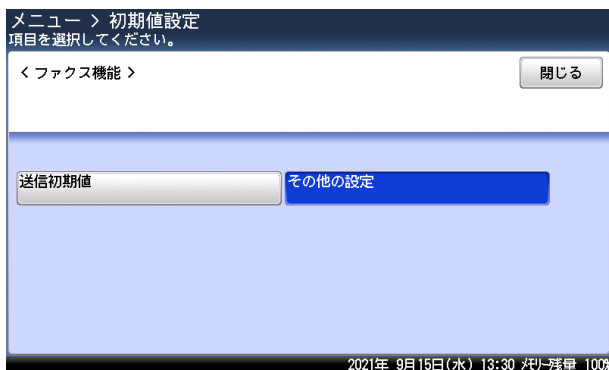 メニュー > 初期値設定
項目を選択してください。
<ファクス機能>
閉じる
送信初期値
その他の設定
2021年 9月15日(水) 13:30 ﾒﾓﾘｰ残量 100%